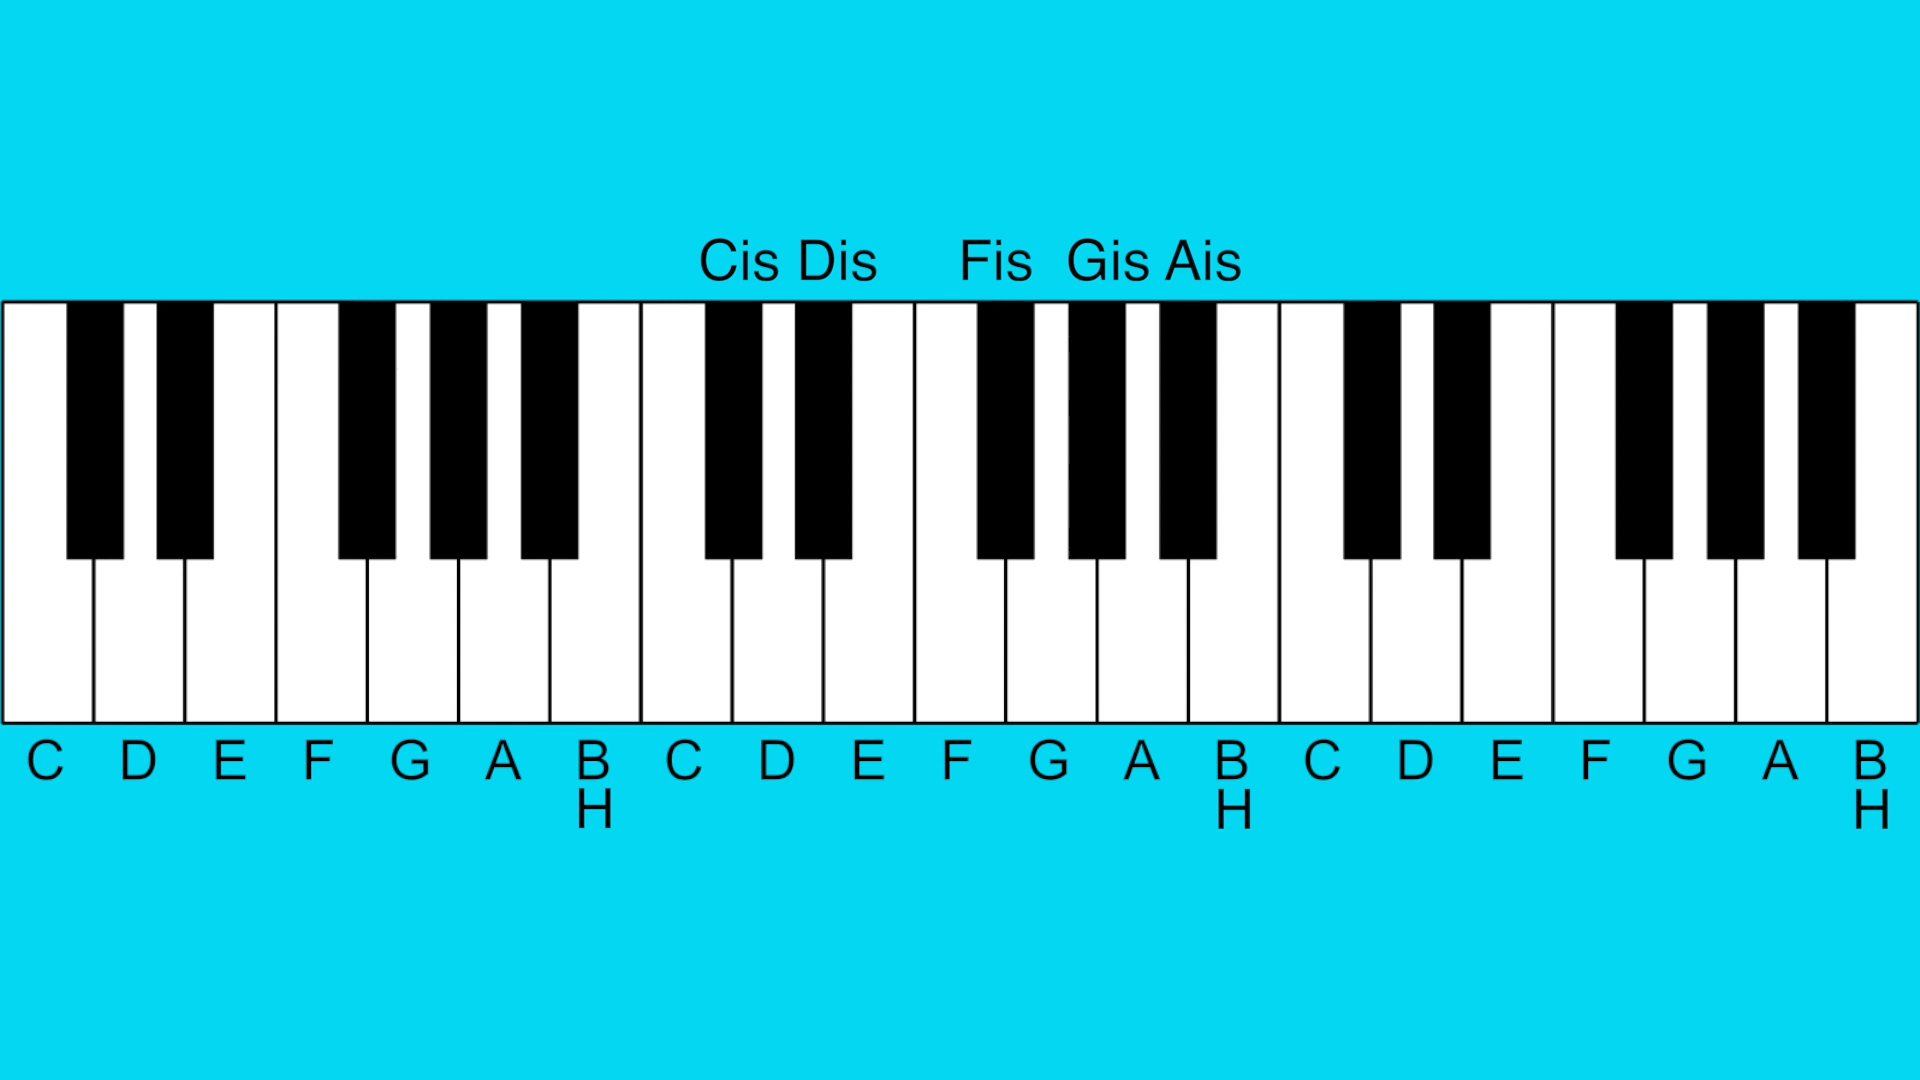 Cis Dis Fis Gis Ais
C D E F G A B C D E F G A B C D E F G A B
H H H